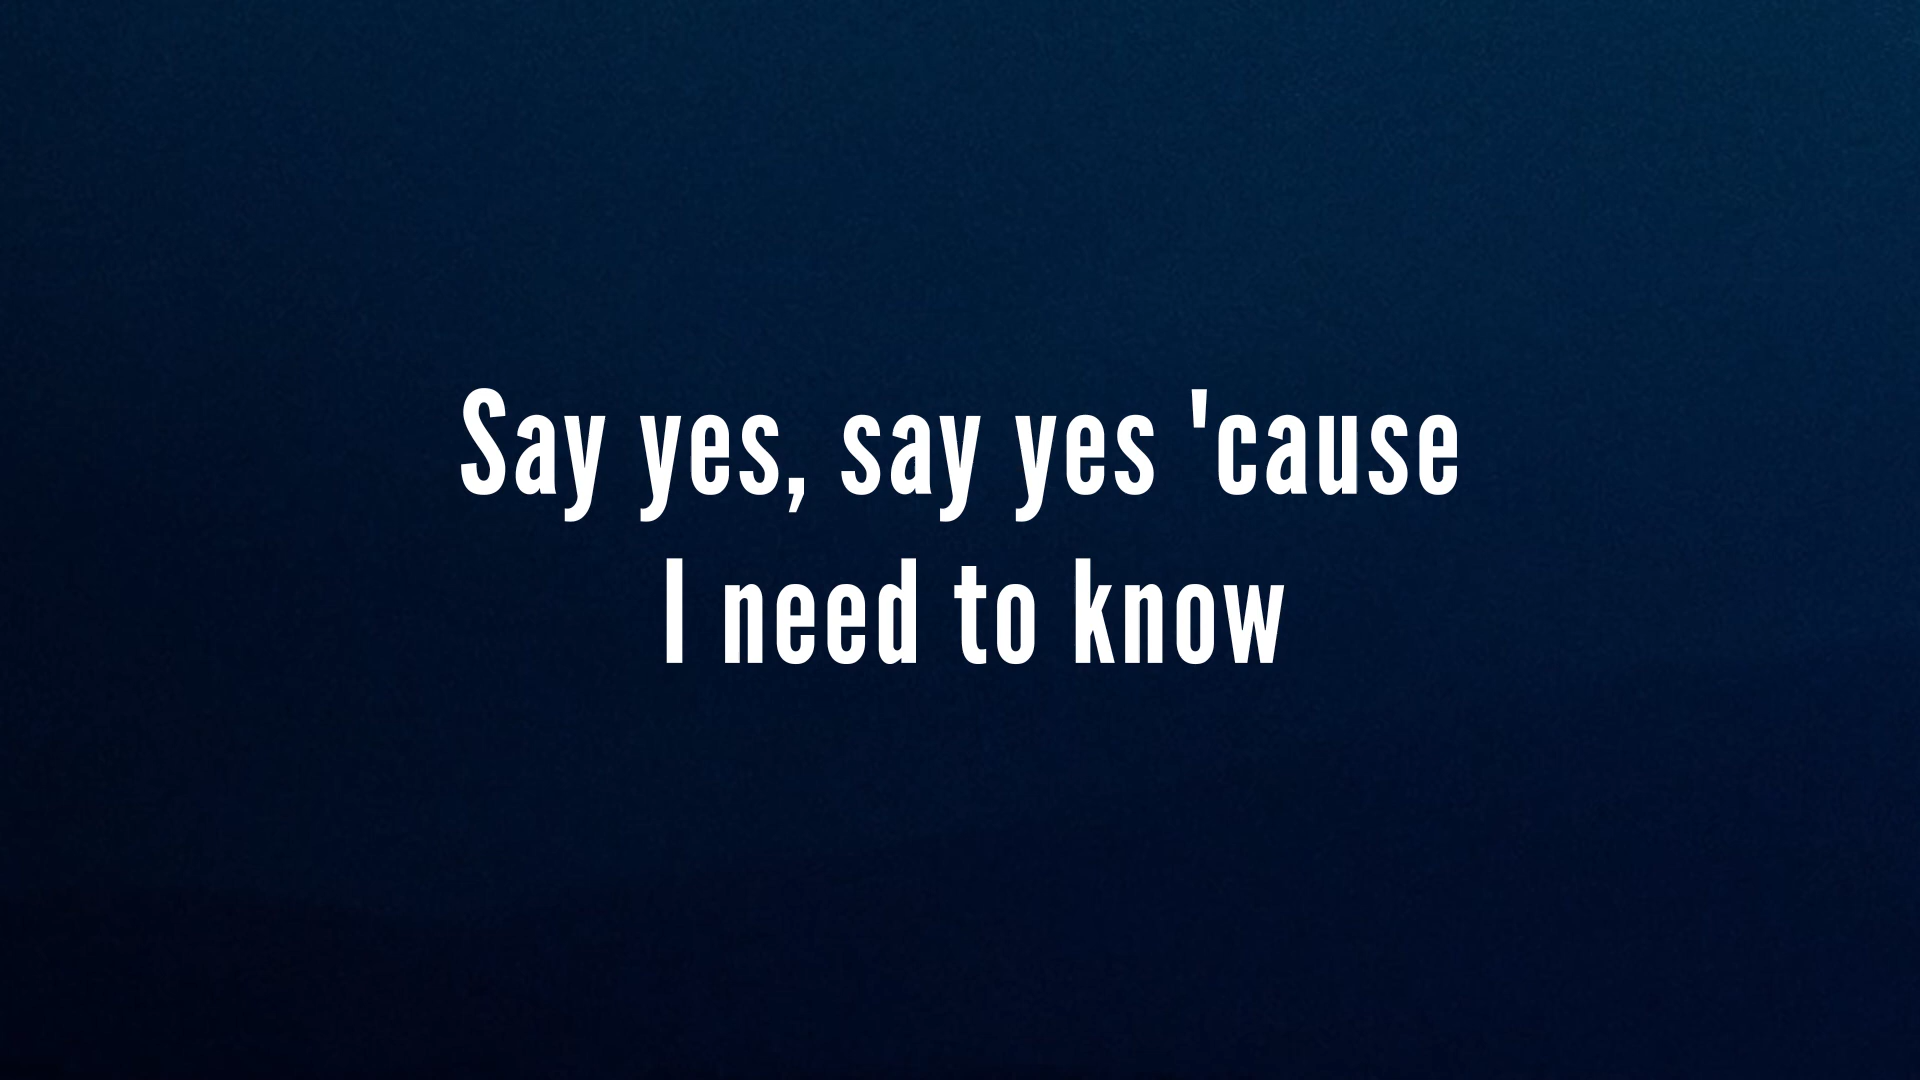 Say yes, say yes 'cause
I need to know